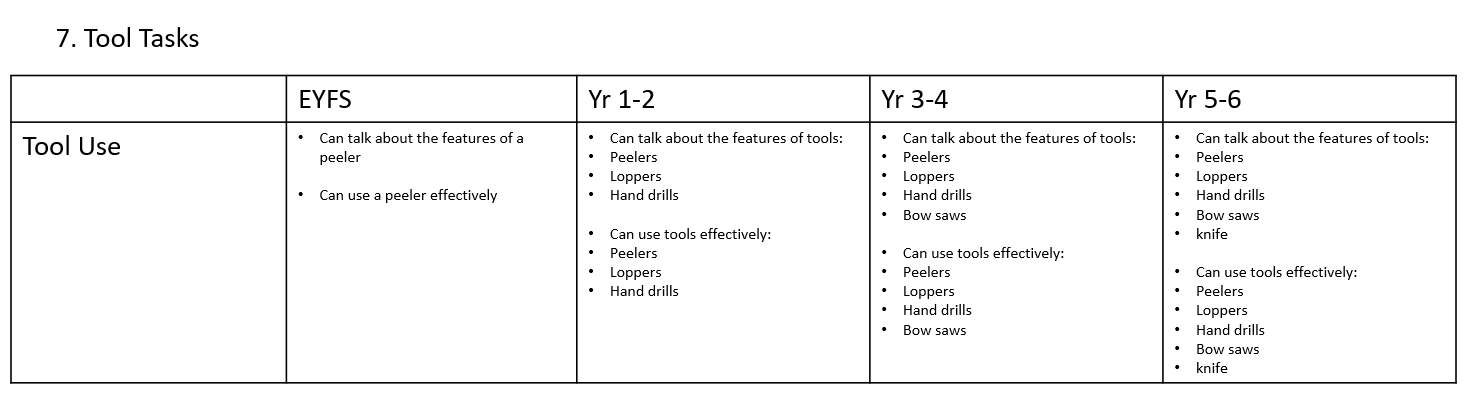 7. Tool Tasks
EYFS
Yr 1-2
Yr 3-4
Yr 5-6
Tool Use
• Can talk about the features of a
peeler
• Can use a peeler effectively
• Can talk about the features of tools:
• Peelers
• Loppers
• Hand drills
• Can use tools effectively:
• Peelers
• Loppers
• Hand drills
• Can talk about the features of tools:
• Peelers
• Loppers
• Hand drills
• Bow saws
• Can use tools effectively:
• Peelers
• Loppers
• Hand drills
• Bow saws
• Can talk about the features of tools:
• Peelers
• Loppers
• Hand drills
• Bow saws
• knife
• Can use tools effectively:
• Peelers
• Loppers
• Hand drills
• Bow saws
• knife